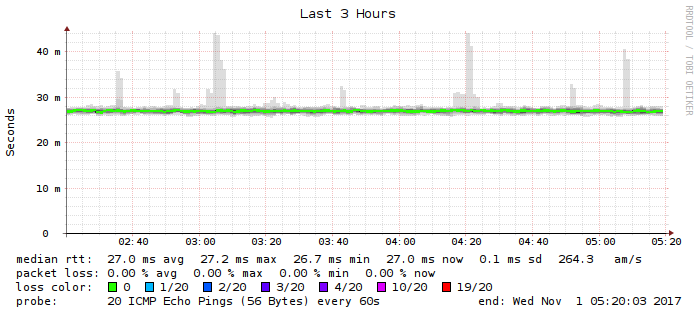 Last 3 Hours
RRDTOOL / TOBI OETIKER
Seconds
40 m
30 m
20 m
10 m
0
02:40 03:00 03:20 03:40 04:00 04:20 04:40 05:00 05:20
median rtt: 27.0 ms avg 27.2 ms max 26.7 ms min 27.0 ms now 0.1 ms sd 264.3 am/s
packet loss: 0.00 % avg 0.00 % max 0.00 % min 0.00 % now
loss color: 0 1/20 2/20 3/20 4/20 10/20 19/20
probe: 20 ICMP Echo Pings (56 Bytes) every 60s end: Wed Nov 1 05:20:03 2017